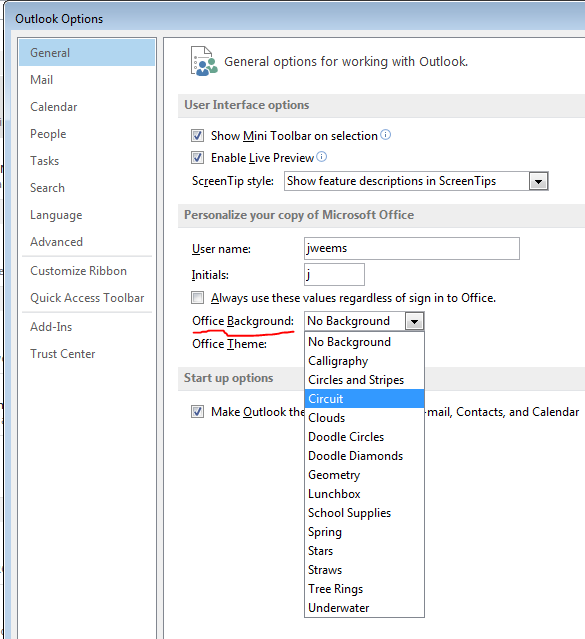 Outlook Options
General
Mail
Calendar
People
Tasks
Search
Language
Advanced
Customize Ribbon
Quick Access Toolbar
Add-Ins
Trust Center
General options for working with Outlook.
User Interface options
Show Mini Toolbar on selection
Enable Live Preview
ScreenTip style: Show feature descriptions in ScreenTips
Personalize your copy of Microsoft Office
User name: jweems
Initials: j
Always use these values regardless of sign in to Office.
Office Background: No Background
Office Theme:
No Background
Calligraphy
Circles and Stripes
Circuit
Clouds
Doodle Circles
Doodle Diamonds
Geometry
Lunchbox
School Supplies
Spring
Stars
Straws
Tree Rings
Underwater
Start up options
Make Outlook the -mail, Contacts, and Calendar